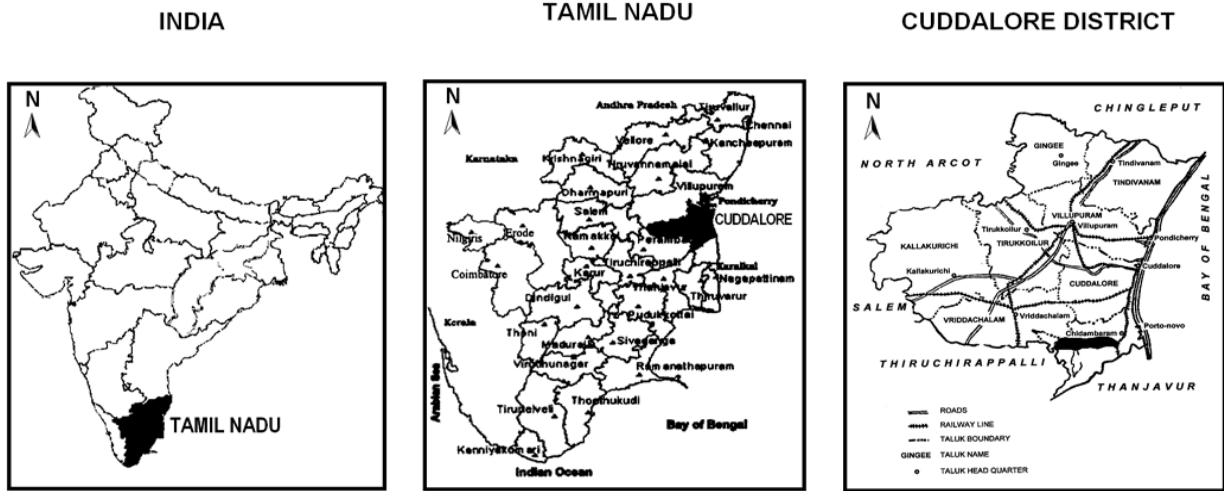 INDIA
TAMIL NADU
CUDDALORE DISTRICT
N
TAMIL NADU
N
Andhra Pradesh
Tiruvallur
Chennai
Vellore
Kancheepuram
Karnataka
Krishnagiri
Dharmapuri
Villupuram
Pondicherry
Salem
CUDDALORE
Nilgiris
Erode
Namakkal
Tiruchirappalli
Karaikal
Coimbatore
Karur
Nagapattinam
Thanjavur
Thiruvarur
Dindigul
Pudukkottai
Kerala
Theni
Madurai
Sivaganga
Virudhunagar
Ramanathapuram
Arabian Sea
Thoothukudi
Tirunelveli
Bay of Bengal
Kanniyakumari
Indian Ocean
N
CHINGLEPUT
GINGEE
Gingee
NORTH ARCOT
Tindivanam
TINDIVANAM
BAY OF BENGAL
VILLUPURAM
Villupuram
Tirukkoilur
TIRUKKOILUR
Pondicherry
KALLAKURICHI
Kallakurichi
Cuddalore
CUDDALORE
SALEM
VRIDDACHALAM
Vriddachalam
Chidambaram
Porto-novo
THIRUCHIRAPPALLI
THANJAVUR
ROADS
RAILWAY LINE
TALUK BOUNDARY
GINGEE TALUK NAME
TALUK HEAD QUARTER